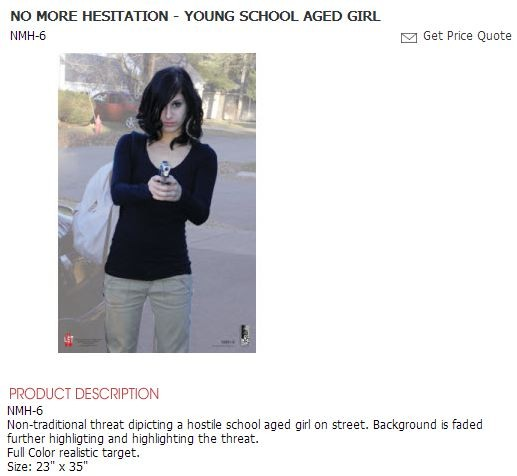 NO MORE HESITATION - YOUNG SCHOOL AGED GIRL
NMH-6
Get Price Quote
LET
PRODUCT DESCRIPTION
NMH-6
Non-traditional threat dipicting a hostile school aged girl on street. Background is faded
further highligting and highlighting the threat.
Full Color realistic target.
Size: 23" x 35"